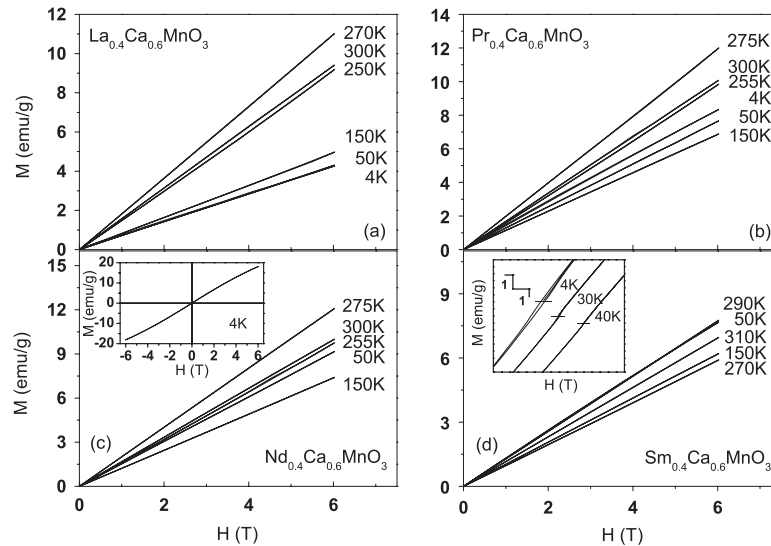 La0.4Ca0.6MnO3
M (emu/g)
12
10
8
6
4
2
0
270K
300K
250K
150K
50K
4K
(a)
Pr0.4Ca0.6MnO3
M (emu/g)
14
12
10
8
6
4
2
0
275K
300K
255K
4K
50K
150K
(b)
M (emu/g)
15
12
9
6
3
0
M (emu/g)
20
10
0
-10
-20
-6 -4 -2 0 2 4 6
H (T)
4K
275K
300K
255K
50K
150K
(c)
Nd0.4Ca0.6MnO3
0 2 4 6
H (T)
M (emu/g)
9
6
3
0
M (emu/g)
1
1
4K
30K
40K
H (T)
290K
50K
310K
150K
270K
(d)
Sm0.4Ca0.6MnO3
0 2 4 6
H (T)